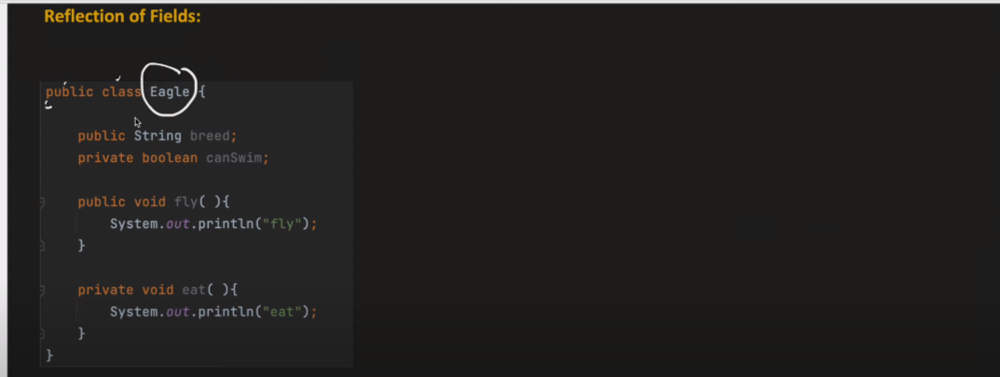 Reflection of Fields:
public class Eagle {
public String breed;
private boolean canSwim;
public void fly( ){
System.out.println("fly");
}
private void eat( ){
System.out.println("eat");
}
}